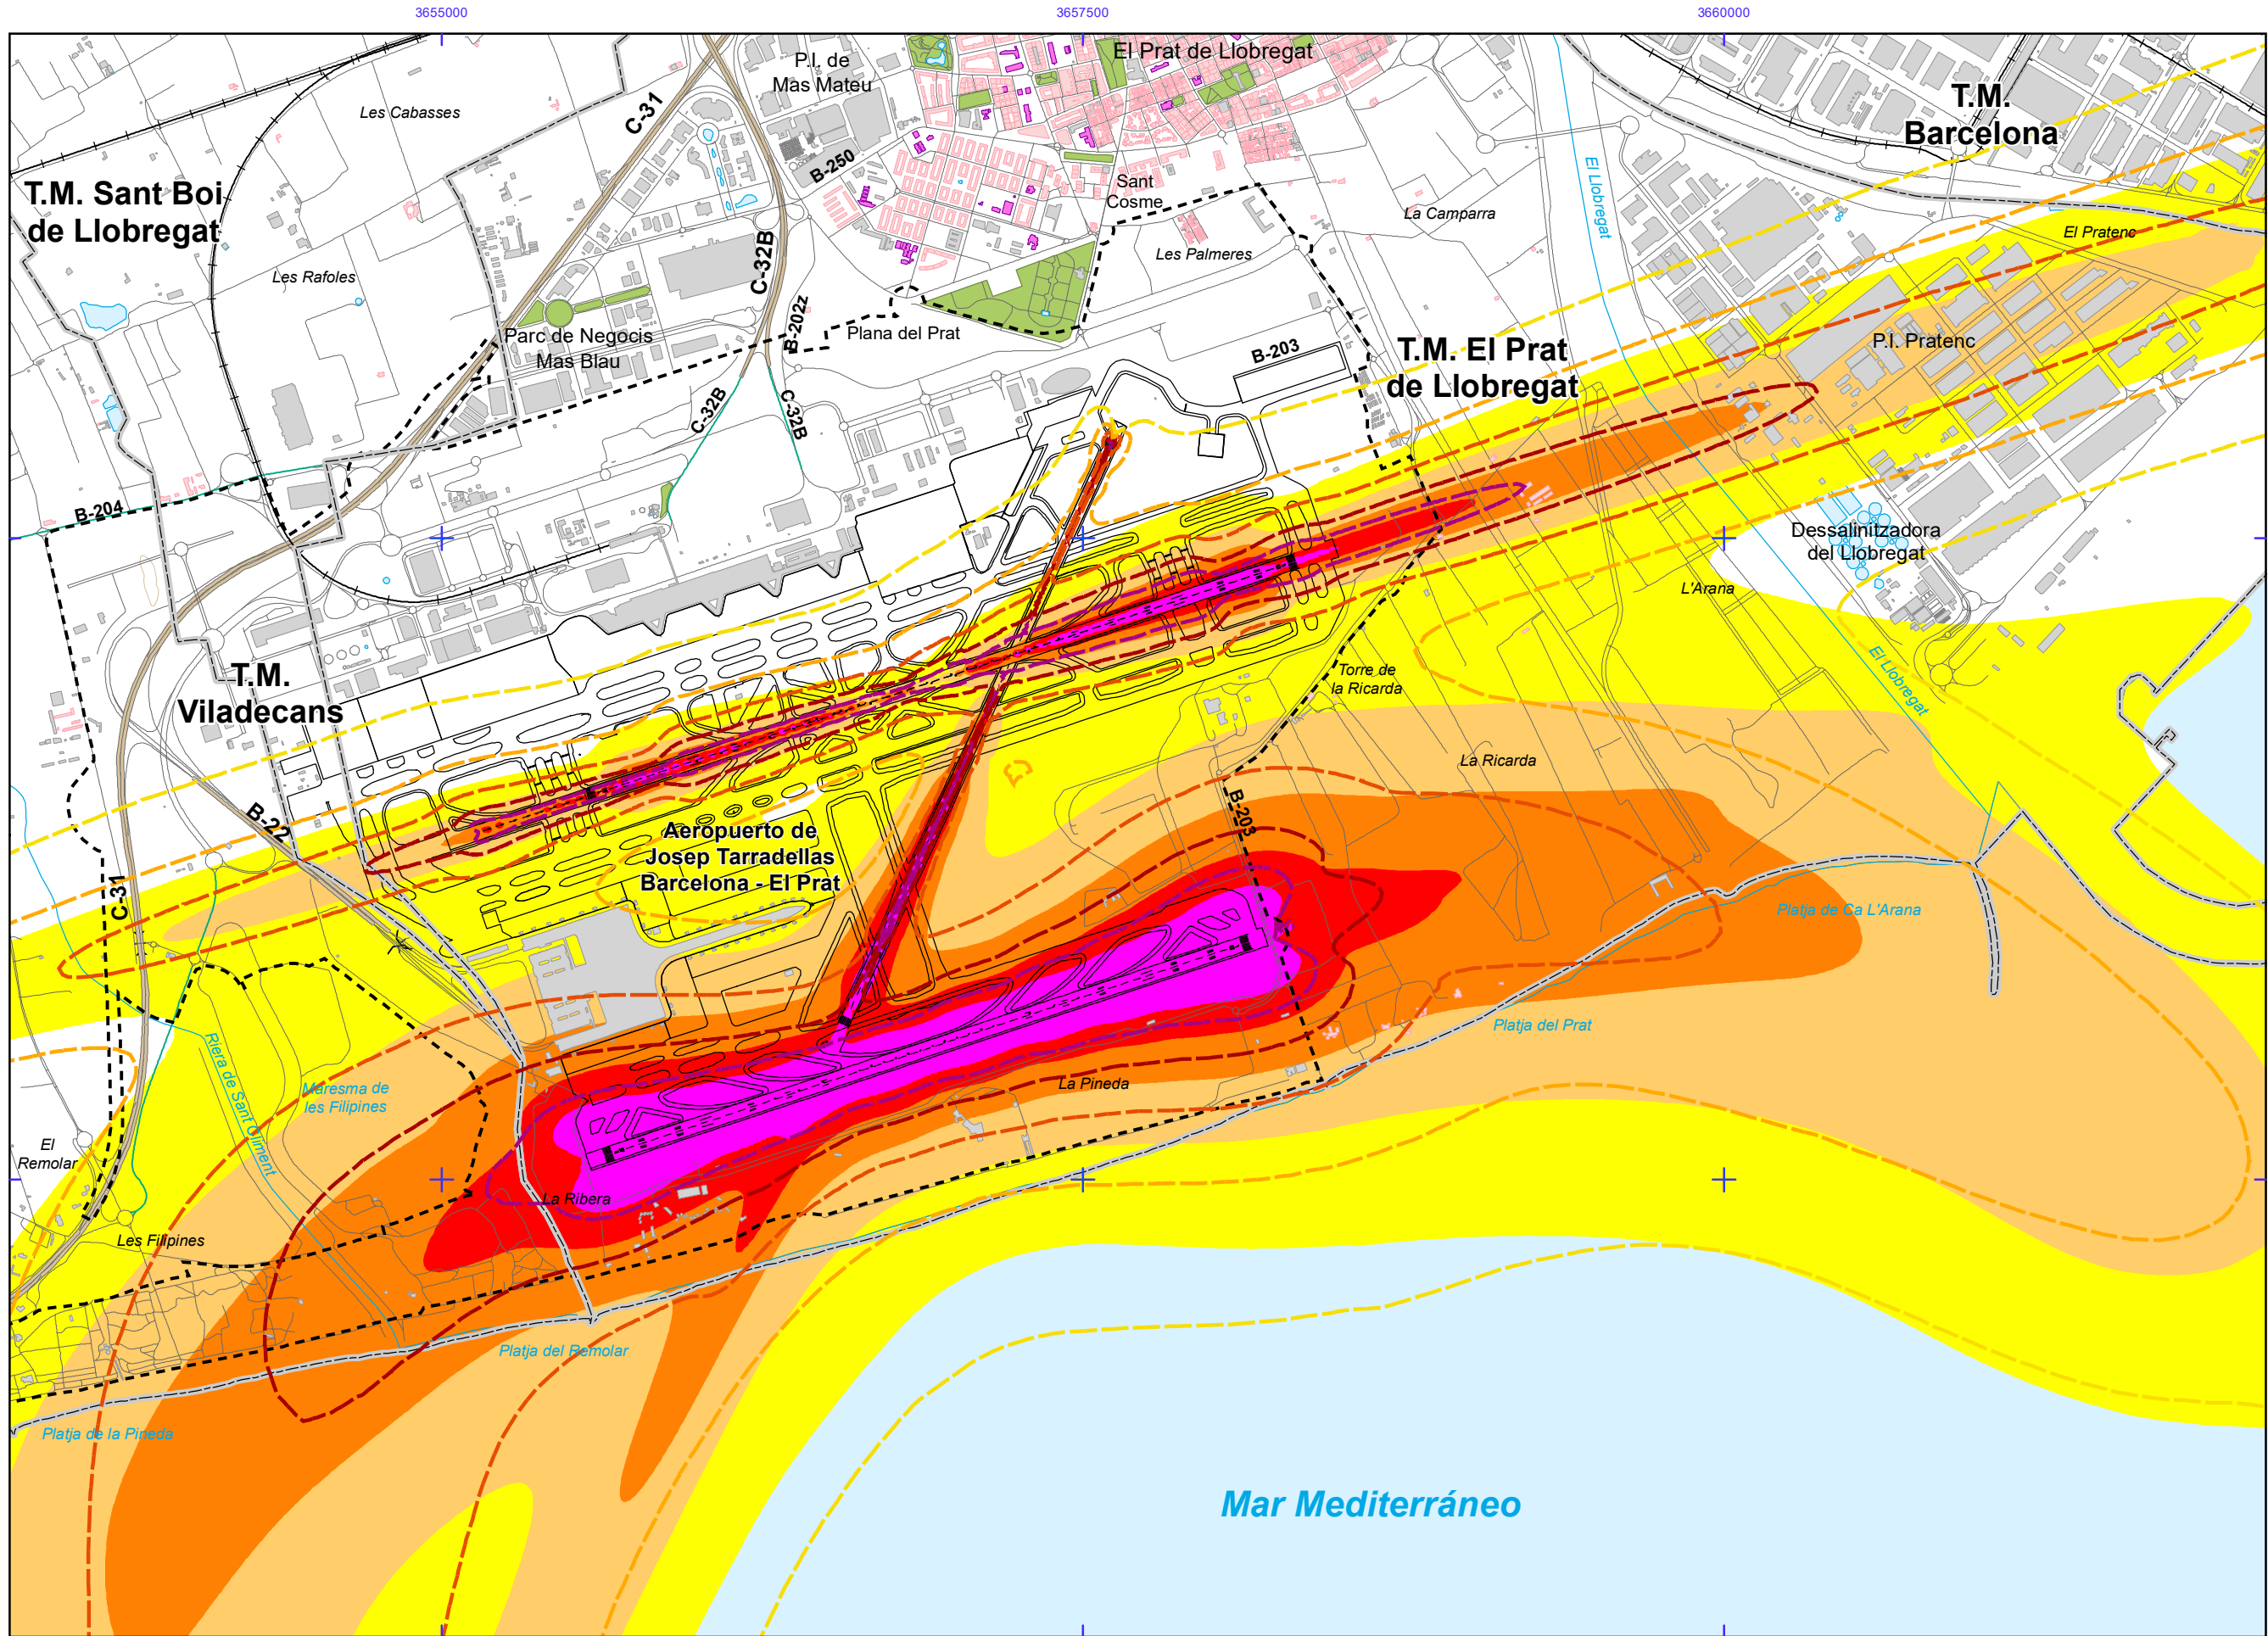 3655000
3657500
3660000
El Prat de Llobregat
P.I. de
Mas Mateu
Les Cabasses
C-31
T.M.
Barcelona
B-250
T.M. Sant Boi
de Llobregat
Sant
Cosme
El Llobregat
La Camparra
El Pratenc
Les Palmeres
Les Rafoles
C-32B
B-202z
Plana del Prat
Parc de Negocis
Mas Blau
B-203
T.M. El Prat
de Llobregat
P.I. Pratenc
C-32B
C-32B
B-204
Dessalinitzadora
del Llobregat
L'Arana
T.M.
Viladecans
Torre de
la Ricarda
El Llobregat
La Ricarda
B-22
B-203
Aeropuerto de
Josep Tarradellas
Barcelona - El Prat
C-31
Platja de Ca L'Arana
Platja del Prat
Riera de Sant Climent
Maresma de
les Filipines
La Pineda
El
Remolar
La Ribera
Les Filipines
Platja del Remolar
Platja de la Pineda
Mar Mediterráneo